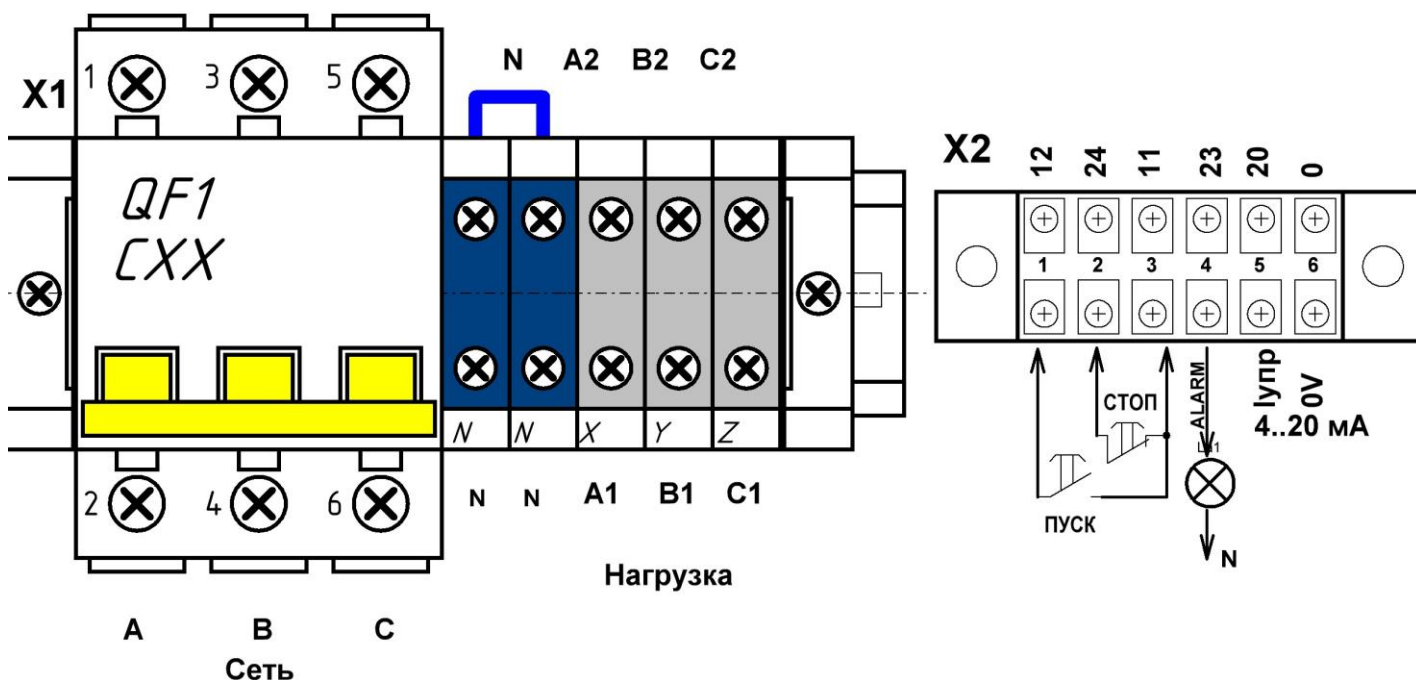 X1
1 3 5
N A2 B2 C2
QF1
CXX
N N X Y Z
2 4 6
N N A1 B1 C1
Нагрузка
A B C
Сеть
X2
12 24 11 23 20 0
1 2 3 4 5 6
СТОП
ПУСК
ALARM
N
Iупр
0V
4..20 мА